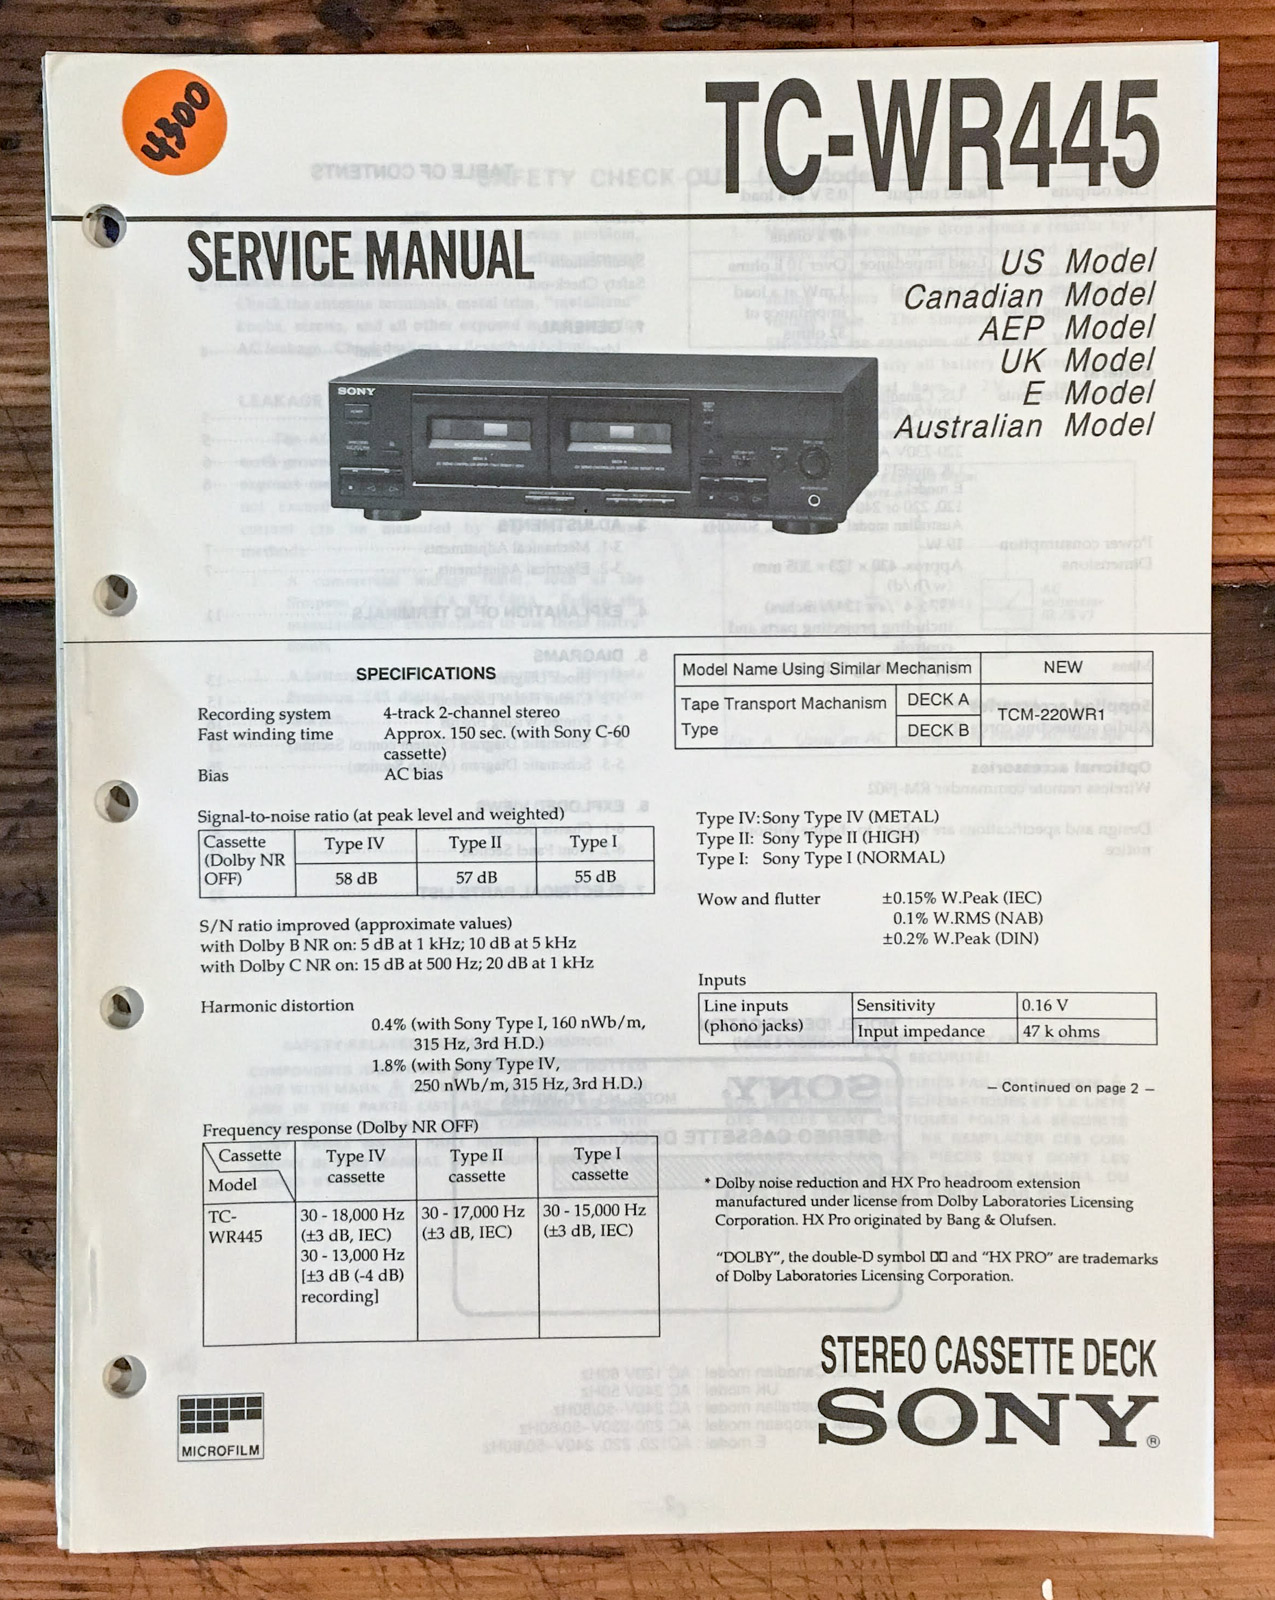 4300
TC-WR445
SERVICE MANUAL
US Model
Canadian Model
AEP Model
UK Model
E Model
Australian Model
SONY
SPECIFICATIONS
Recording system 4-track 2-channel stereo
Fast winding time Approx. 150 sec. (with Sony C-60
cassette)
Bias AC bias
Signal-to-noise ratio (at peak level and weighted)
Cassette Type IV Type II Type I
(Dolby NR
OFF) 58 dB 57 dB 55 dB
S/N ratio improved (approximate values)
with Dolby B NR on: 5 dB at 1 kHz; 10 dB at 5 kHz
with Dolby C NR on: 15 dB at 500 Hz; 20 dB at 1 kHz
Harmonic distortion
0.4% (with Sony Type I, 160 nWb/m,
315 Hz, 3rd H.D.)
1.8% (with Sony Type IV,
250 nWb/m, 315 Hz, 3rd H.D.)
Frequency response (Dolby NR OFF)
Cassette Type IV Type II Type I
Model cassette cassette cassette
TC- 30 - 18,000 Hz 30 - 17,000 Hz 30 - 15,000 Hz
WR445 (±3 dB, IEC) (±3 dB, IEC) (±3 dB, IEC)
30 - 13,000 Hz
[±3 dB (-4 dB)
recording]
MICROFILM
Model Name Using Similar Mechanism NEW
Tape Transport Machanism DECK A TCM-220WR1
Type DECK B
Type IV: Sony Type IV (METAL)
Type II: Sony Type II (HIGH)
Type I: Sony Type I (NORMAL)
Wow and flutter ±0.15% W.Peak (IEC)
0.1% W.RMS (NAB)
±0.2% W.Peak (DIN)
Inputs
Line inputs Sensitivity 0.16 V
(phono jacks) Input impedance 47 k ohms
— Continued on page 2 —
* Dolby noise reduction and HX Pro headroom extension
manufactured under license from Dolby Laboratories Licensing
Corporation. HX Pro originated by Bang & Olufsen.
“DOLBY”, the double-D symbol and “HX PRO” are trademarks
of Dolby Laboratories Licensing Corporation.
STEREO CASSETTE DECK
SONY®